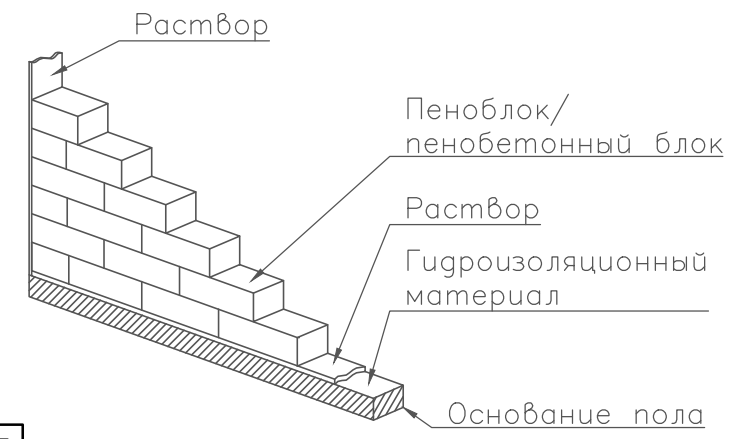 Раствор
Пеноблок/
пенобетонный блок
Раствор
Гидроизоляционный
материал
Основание пола